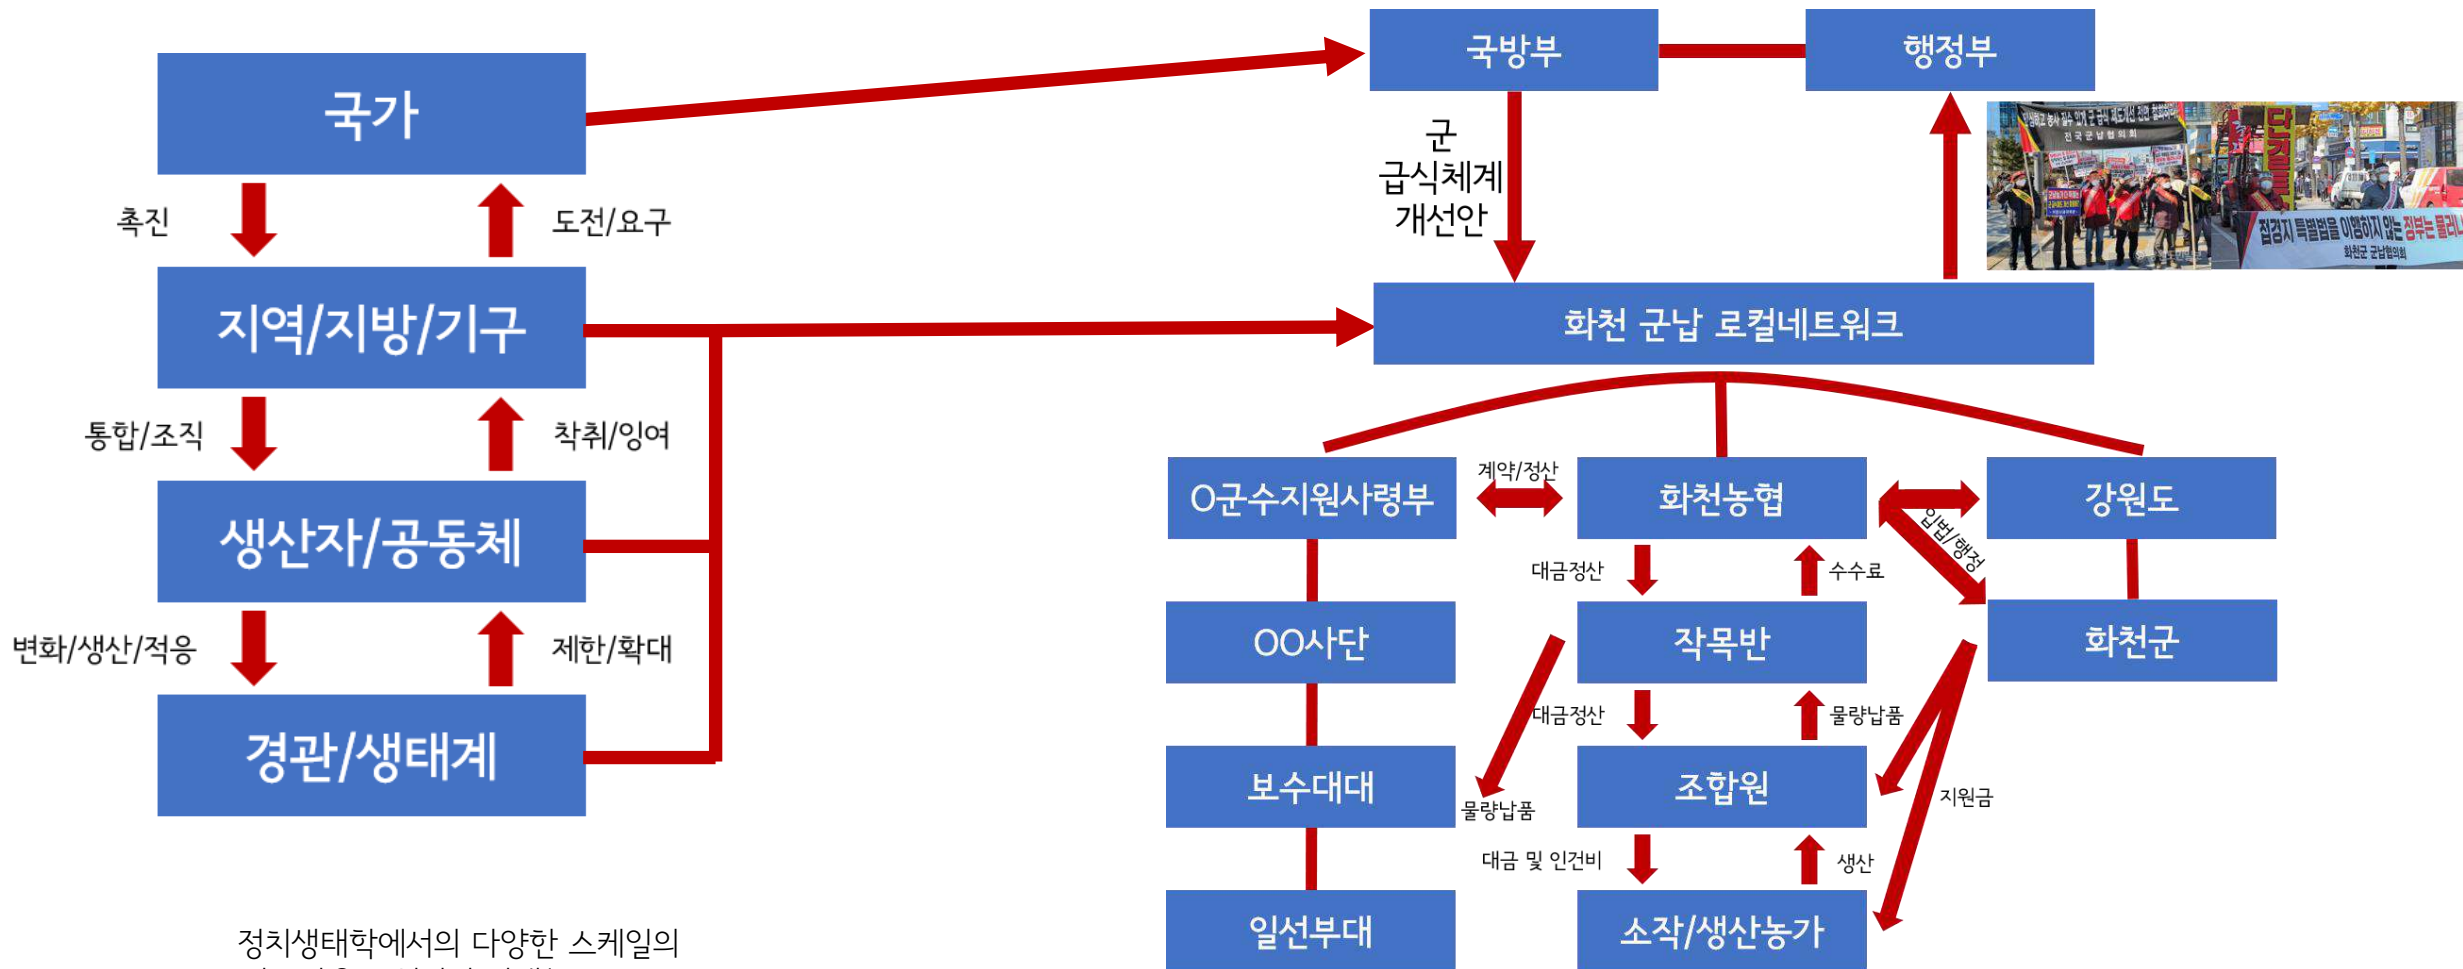 국가
촉진
도전/요구
지역/지방/기구
통합/조직
착취/잉여
생산자/공동체
변화/생산/적응
제한/확대
경관/생태계
정치생태학에서의 다양한 스케일의
국방부
행정부
군
급식체계
개선안
전국군납협의회
접경지 특별법을 이행하지 않는 정부는
화천군 군납협의회
화천 군납 로컬네트워크
O군수지원사령부
계약/정산
화천농협
입법/행정
강원도
대금정산
수수료
OO사단
작목반
화천군
대금정산
물량납품
보수대대
물량납품
조합원
지원금
대금 및 인건비
생산
일선부대
소작/생산농가